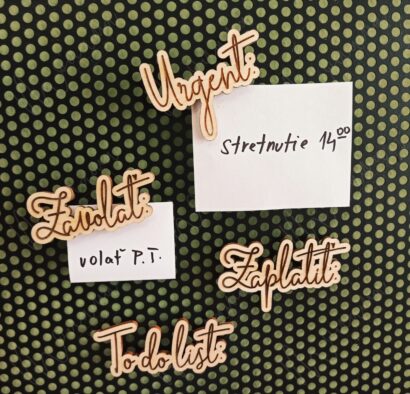 Urgent:
stretnutie 14⁰⁰
Zavolať:
volať P.T.
Zaplatiť:
To do list: